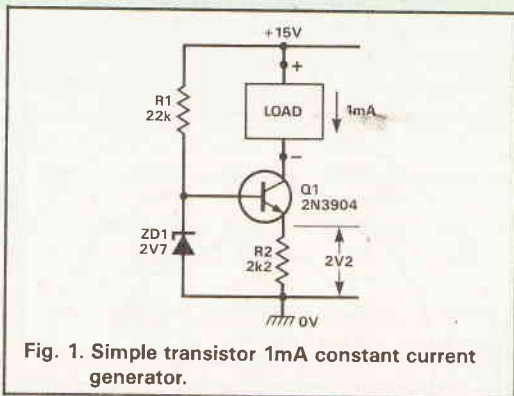 +15V
+
R1
22k
LOAD
1mA
−
Q1
2N3904
ZD1
2V7
R2
2k2
2V2
0V
Fig. 1. Simple transistor 1mA constant current
generator.